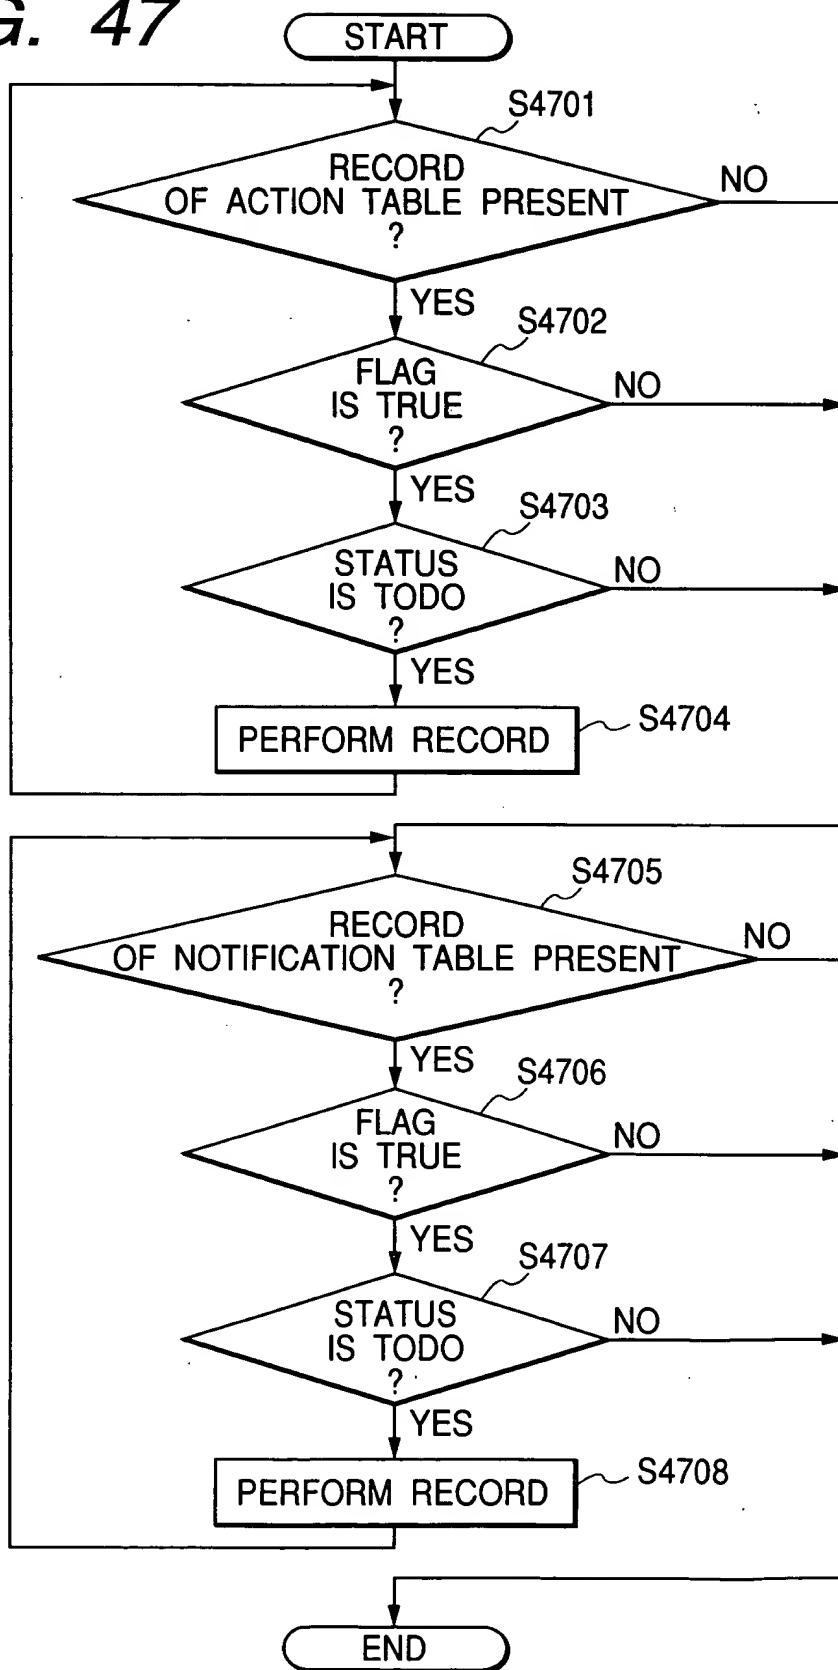 G. 47
START
S4701
RECORD
OF ACTION TABLE PRESENT
?
NO
YES
S4702
FLAG
IS TRUE
?
NO
YES
S4703
STATUS
IS TODO
?
NO
YES
PERFORM RECORD
S4704
S4705
RECORD
OF NOTIFICATION TABLE PRESENT
?
NO
YES
S4706
FLAG
IS TRUE
?
NO
YES
S4707
STATUS
IS TODO
?
NO
YES
PERFORM RECORD
S4708
END